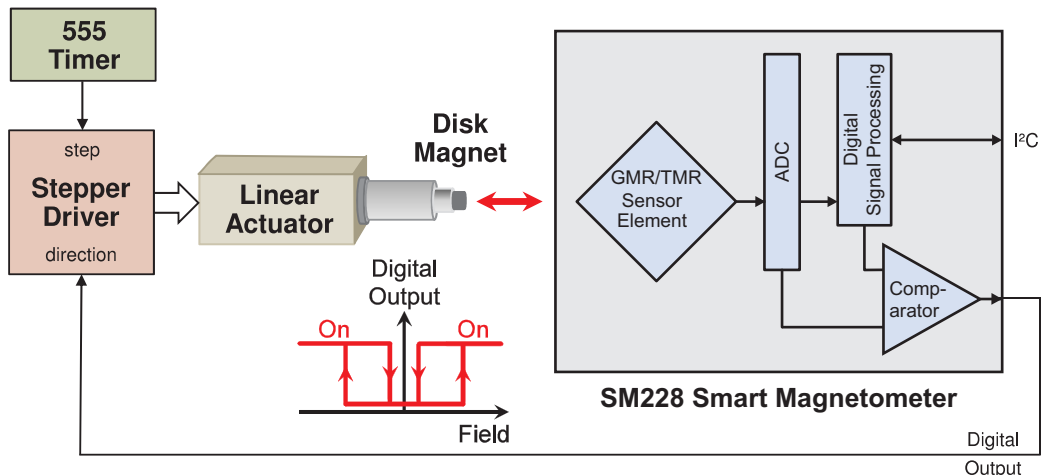 555
Timer
step
Stepper
Driver
direction
Linear
Actuator
Disk
Magnet
GMR/TMR
Sensor
Element
ADC
Digital
Signal Processing
I²C
Comp-
arator
SM228 Smart Magnetometer
Digital
Output
On
On
Field
Digital
Output